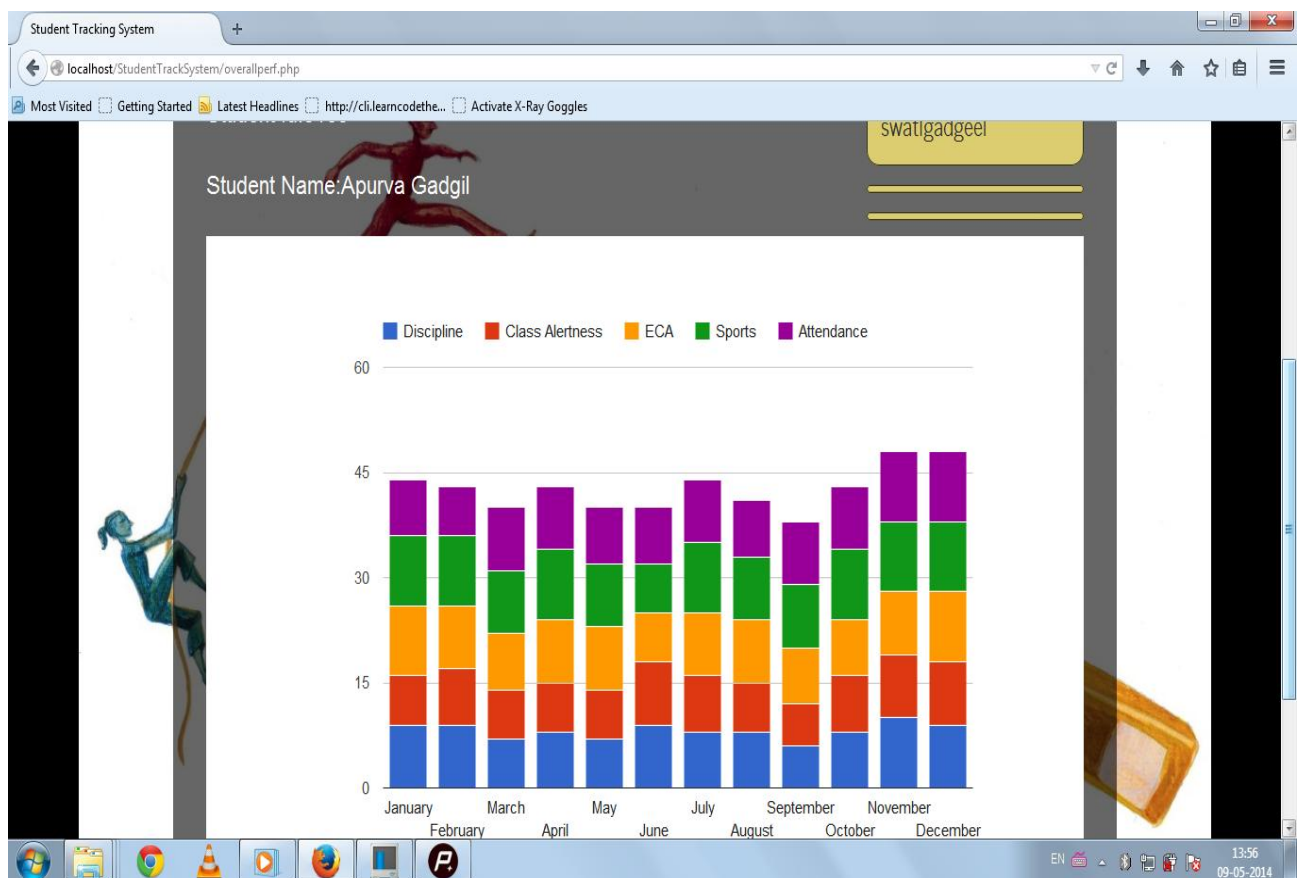 Student Tracking System
localhost/StudentTrackSystem/overallperf.php
Most Visited Getting Started Latest Headlines http://cli.learncodethe... Activate X-Ray Goggles
swatigadgeel
Student Name:Apurva Gadgil
Discipline Class Alertness ECA Sports Attendance
60
45
30
15
0
January March May July September November
February April June August October December
EN 13:56
09-05-2014